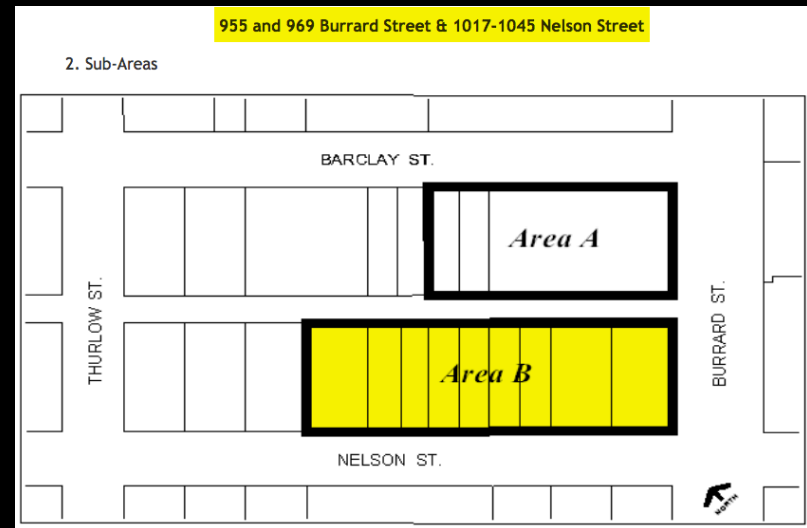 955 and 969 Burrard Street & 1017-1045 Nelson Street
2. Sub-Areas
BARCLAY ST.
Area A
THURLOW ST.
BURRARD ST.
Area B
NELSON ST.
NORTH